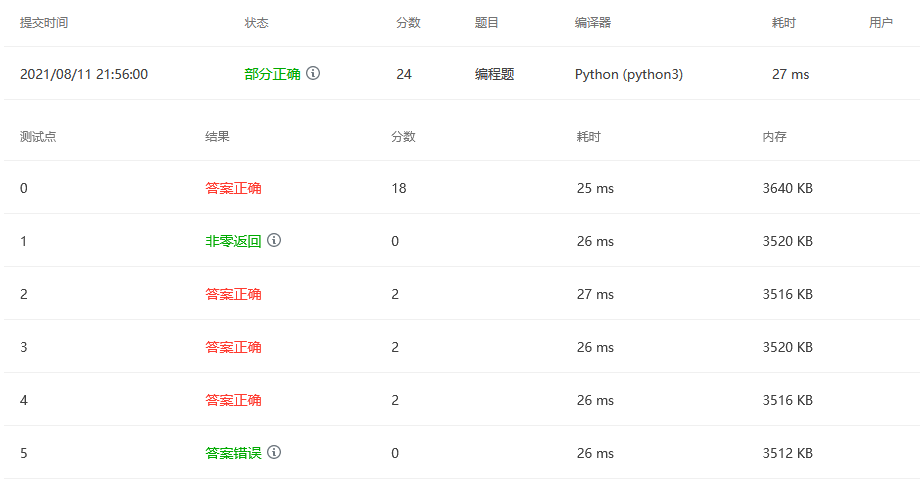 提交时间 状态 分数 题目 编译器 耗时 用户
2021/08/11 21:56:00 部分正确 24 编程题 Python (python3) 27 ms
测试点 结果 分数 耗时 内存
0 答案正确 18 25 ms 3640 KB
1 非零返回 0 26 ms 3520 KB
2 答案正确 2 27 ms 3516 KB
3 答案正确 2 26 ms 3520 KB
4 答案正确 2 26 ms 3516 KB
5 答案错误 0 26 ms 3512 KB